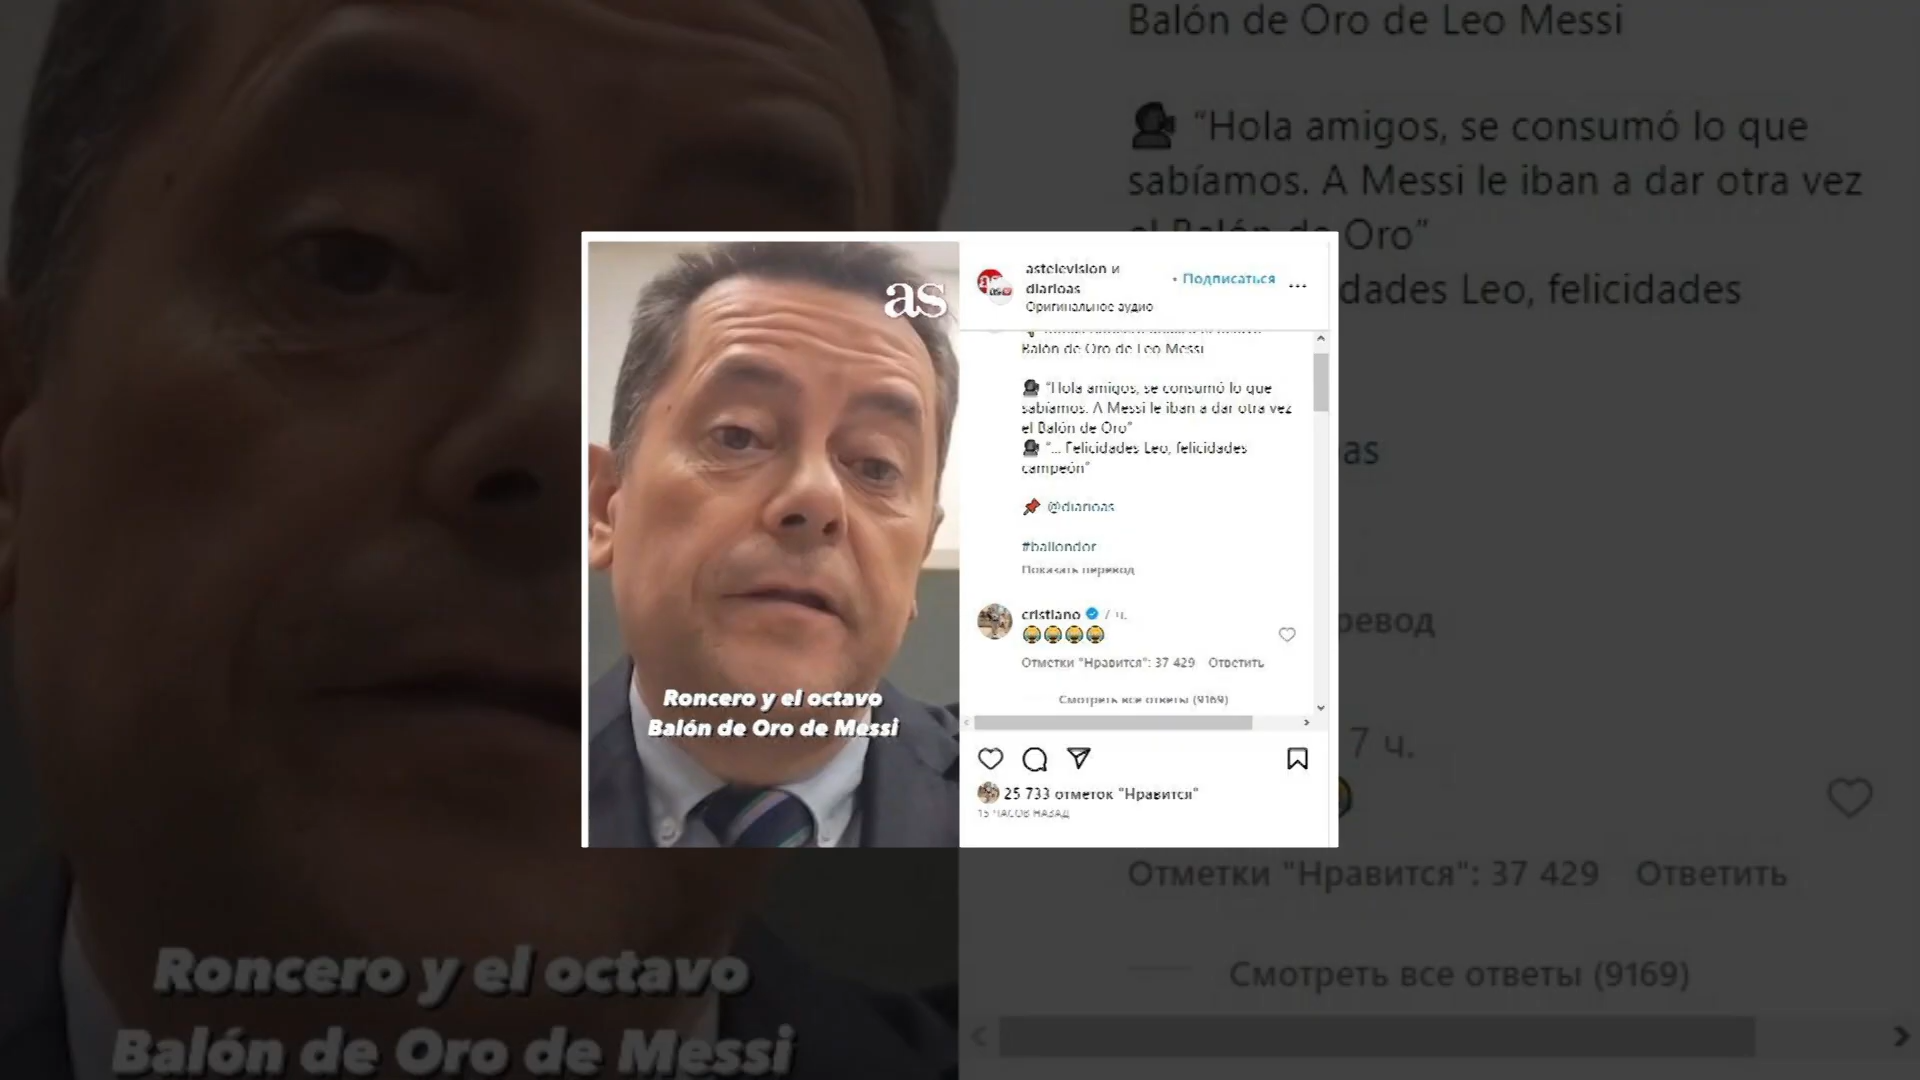 as
Roncero y el octavo
Balón de Oro de Messi
astelevision и
diarioas
• Подписаться
Оригинальное аудио
Balón de Oro de Leo Messi
"Hola amigos, se consumó lo que
sabíamos. A Messi le iban a dar otra vez
el Balón de Oro"
"... Felicidades Leo, felicidades
campeón"
@diarioas
#ballondor
Показать перевод
cristiano 7 ч.
Отметки "Нравится": 37 429 Ответить
Смотреть все ответы (9169)
25 733 отметок "Нравится"
15 ЧАСОВ НАЗАД
Balón de Oro de Leo Messi
“Hola amigos, se consumó lo que
sabíamos. A Messi le iban a dar otra vez
el Balón de Oro”
dades Leo, felicidades
as
ревод
7 ч.
Отметки "Нравится": 37 429 Ответить
Смотреть все ответы (9169)
Roncero y el octavo
Balón de Oro de Messi